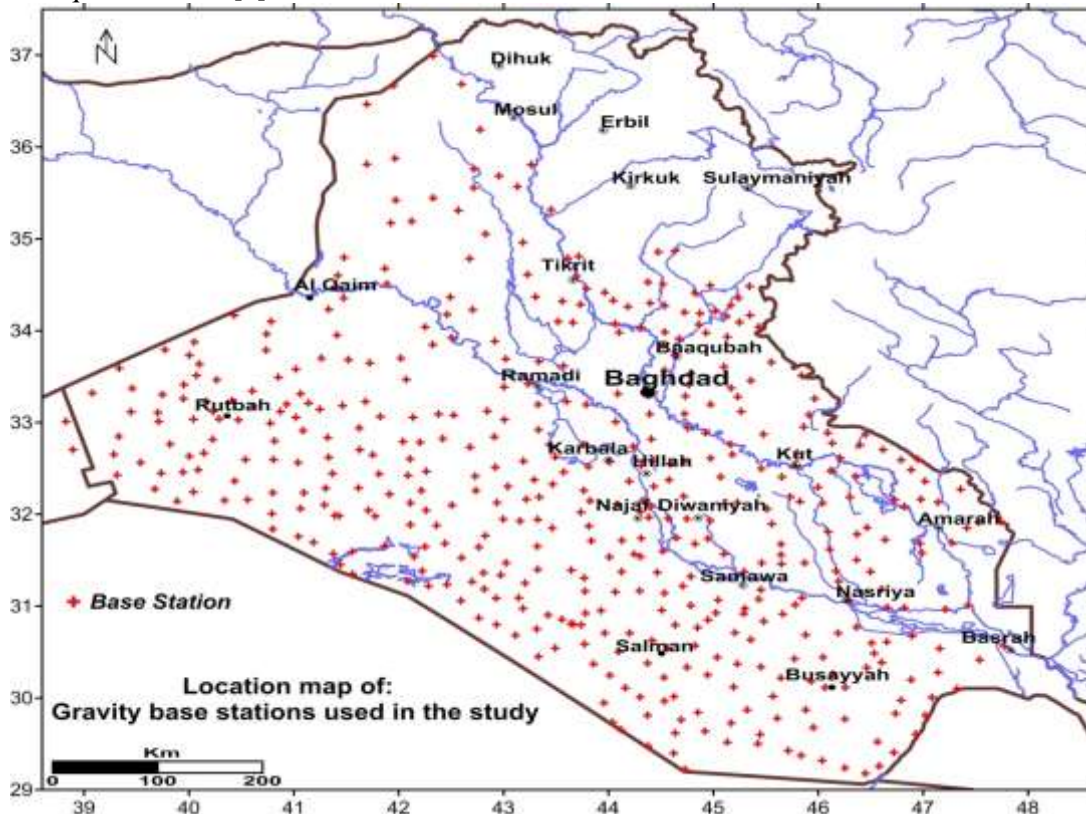 N
37
36
35
34
33
32
31
30
29
Dihuk
Mosul
Erbil
Kirkuk
Sulaymaniyah
Tikrit
Al Qaim
Baaqubah
Ramadi
Baghdad
Rutbah
Karbala
Hillah
Kut
Najaf
Diwaniyah
Amarah
Samawa
Nasriya
Base Station
Salman
Basrah
Busayyah
Location map of:
Gravity base stations used in the study
Km
0 100 200
39 40 41 42 43 44 45 46 47 48